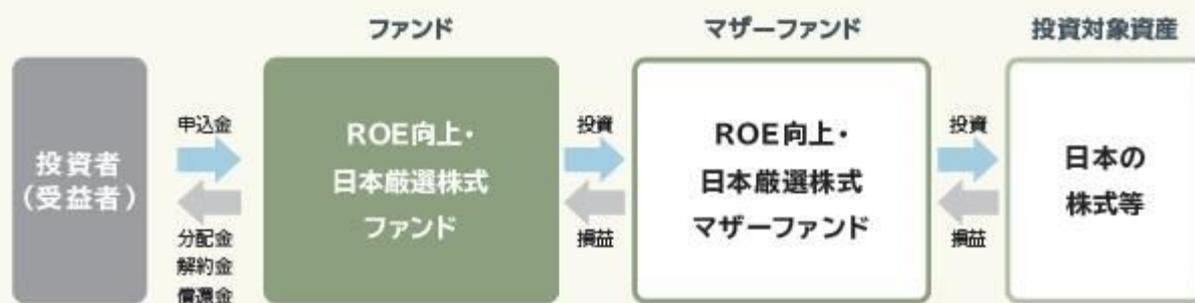 ファンド
マザーファンド
投資対象資産
投資者
（受益者）
申込金
分配金
解約金
償還金
ROE向上・
日本厳選株式
ファンド
投資
損益
ROE向上・
日本厳選株式
マザーファンド
投資
損益
日本の
株式等